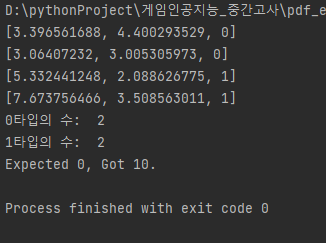 D:\pythonProject\게임인공지능_중간고사\pdf_e
[3.396561688, 4.400293529, 0]
[3.06407232, 3.005305973, 0]
[5.332441248, 2.088626775, 1]
[7.673756466, 3.508563011, 1]
0타입의 수:  2
1타입의 수:  2
Expected 0, Got 10.
Process finished with exit code 0